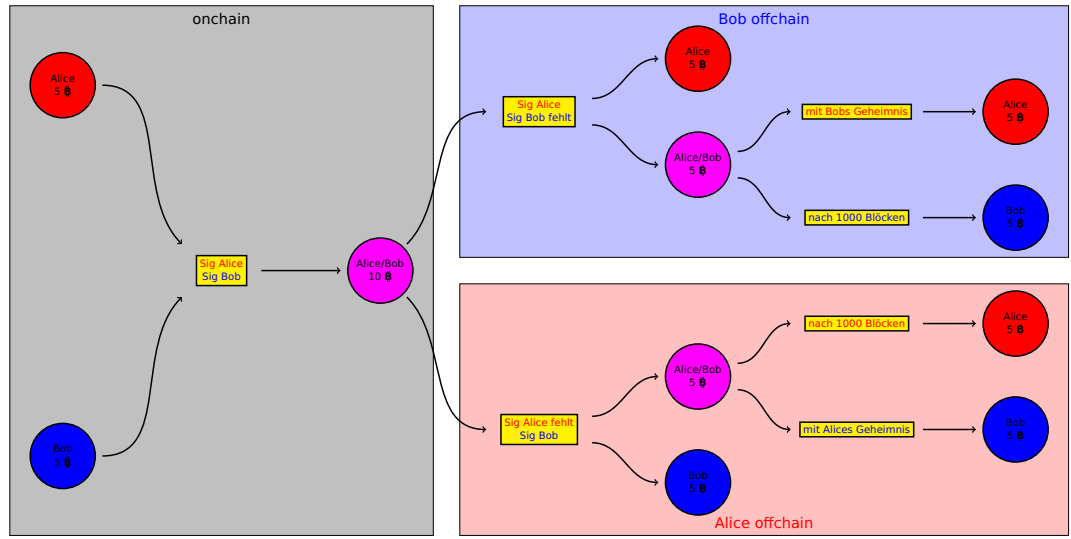 onchain
Alice
5 ฿
Sig Alice
Sig Bob
Alice/Bob
10 ฿
Bob
5 ฿
Bob offchain
Alice
5 ฿
Sig Alice
Sig Bob fehlt
Alice/Bob
5 ฿
mit Bobs Geheimnis
Alice
5 ฿
nach 1000 Blöcken
Bob
5 ฿
Alice/Bob
5 ฿
nach 1000 Blöcken
Alice
5 ฿
Sig Alice fehlt
Sig Bob
mit Alices Geheimnis
Bob
5 ฿
Bob
5 ฿
Alice offchain